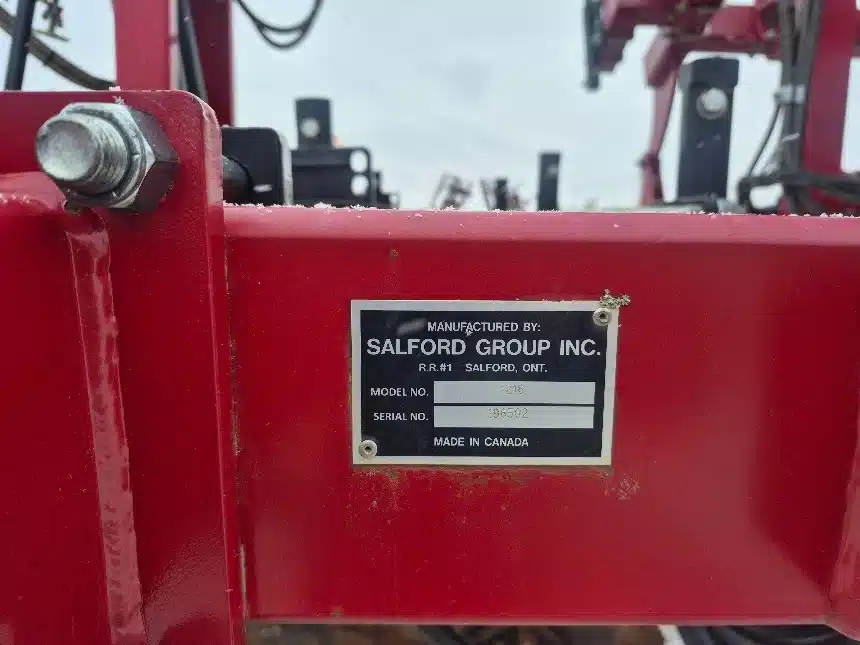 MANUFACTURED BY:
SALFORD GROUP INC.
R.R.#1 SALFORD, ONT.
MODEL NO.
SERIAL NO.
MADE IN CANADA